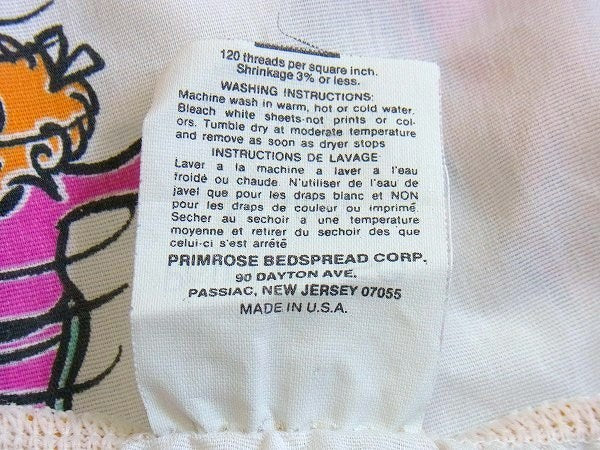 120 threads per square inch.
Shrinkage 3% or less.
WASHING INSTRUCTIONS:
Machine wash in warm, hot or cold water.
Bleach white sheets-not prints or col-
ors. Tumble dry at moderate temperature
and remove as soon as dryer stops
INSTRUCTIONS DE LAVAGE
Laver a la machine a laver a l'eau
froidé ou chaude. N'utiliser de l'eau de
javel que pour les draps blanc et NON
pour les draps de couleur ou imprimé.
Secher au sechoir a une température
moyenne et retirer du sechoir des que
celui-ci s'est arrété
PRIMROSE BEDSPREAD CORP.
90 DAYTON AVE.
PASSIAC, NEW JERSEY 07055
MADE IN U.S.A.